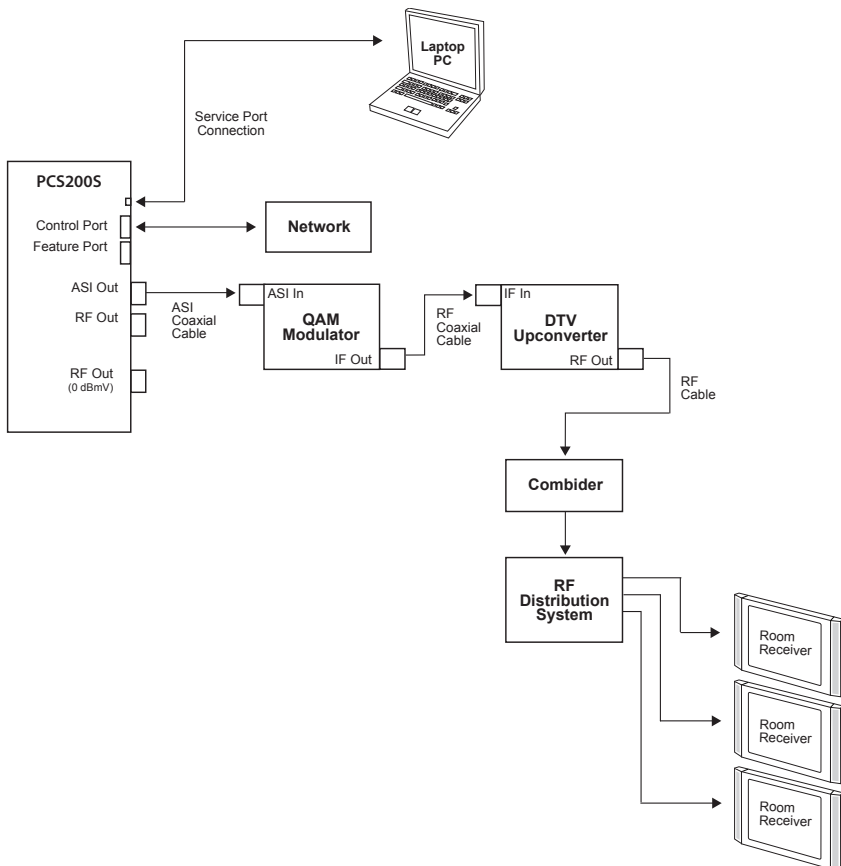 Laptop
PC
Service Port
Connection
PCS200S
Control Port
Feature Port
ASI Out
RF Out
RF Out
(0 dBmV)
Network
ASI
Coaxial
Cable
ASI In
QAM
Modulator
IF Out
RF
Coaxial
Cable
IF In
DTV
Upconverter
RF Out
RF
Cable
Combider
RF
Distribution
System
Room
Receiver
Room
Receiver
Room
Receiver